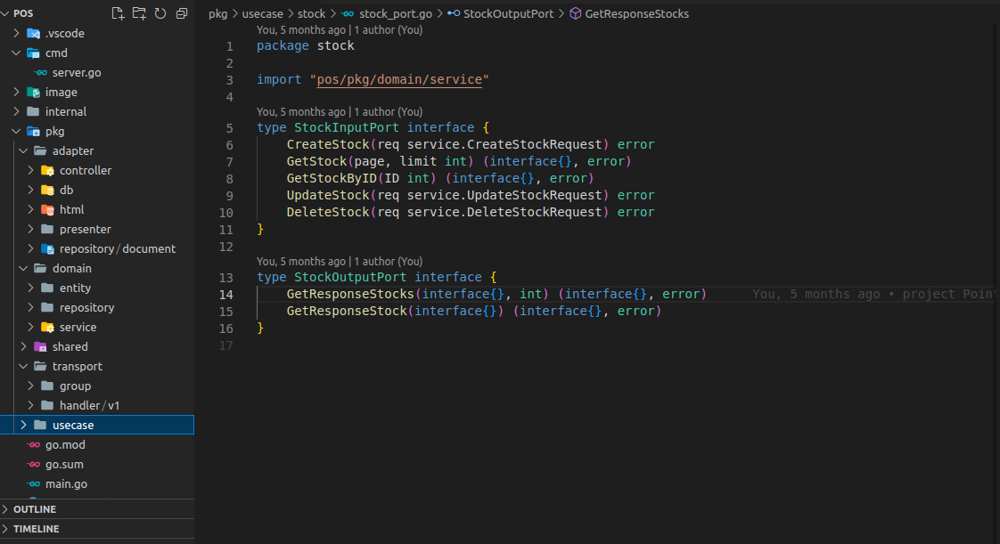 POS
.vscode
cmd
server.go
image
internal
pkg
adapter
controller
db
html
presenter
repository/document
domain
entity
repository
service
shared
transport
group
handler/v1
usecase
go.mod
go.sum
main.go
OUTLINE
TIMELINE
pkg > usecase > stock > stock_port.go > StockOutputPort > GetResponseStocks
You, 5 months ago | 1 author (You)
1 package stock
2
3 import "pos/pkg/domain/service"
4
You, 5 months ago | 1 author (You)
5 type StockInputPort interface {
6 CreateStock(req service.CreateStockRequest) error
7 GetStock(page, limit int) (interface{}, error)
8 GetStockByID(ID int) (interface{}, error)
9 UpdateStock(req service.UpdateStockRequest) error
10 DeleteStock(req service.DeleteStockRequest) error
11 }
12
You, 5 months ago | 1 author (You)
13 type StockOutputPort interface {
14 GetResponseStocks(interface{}, int) (interface{}, error) You, 5 months ago • project Point
15 GetResponseStock(interface{}) (interface{}, error)
16 }
17